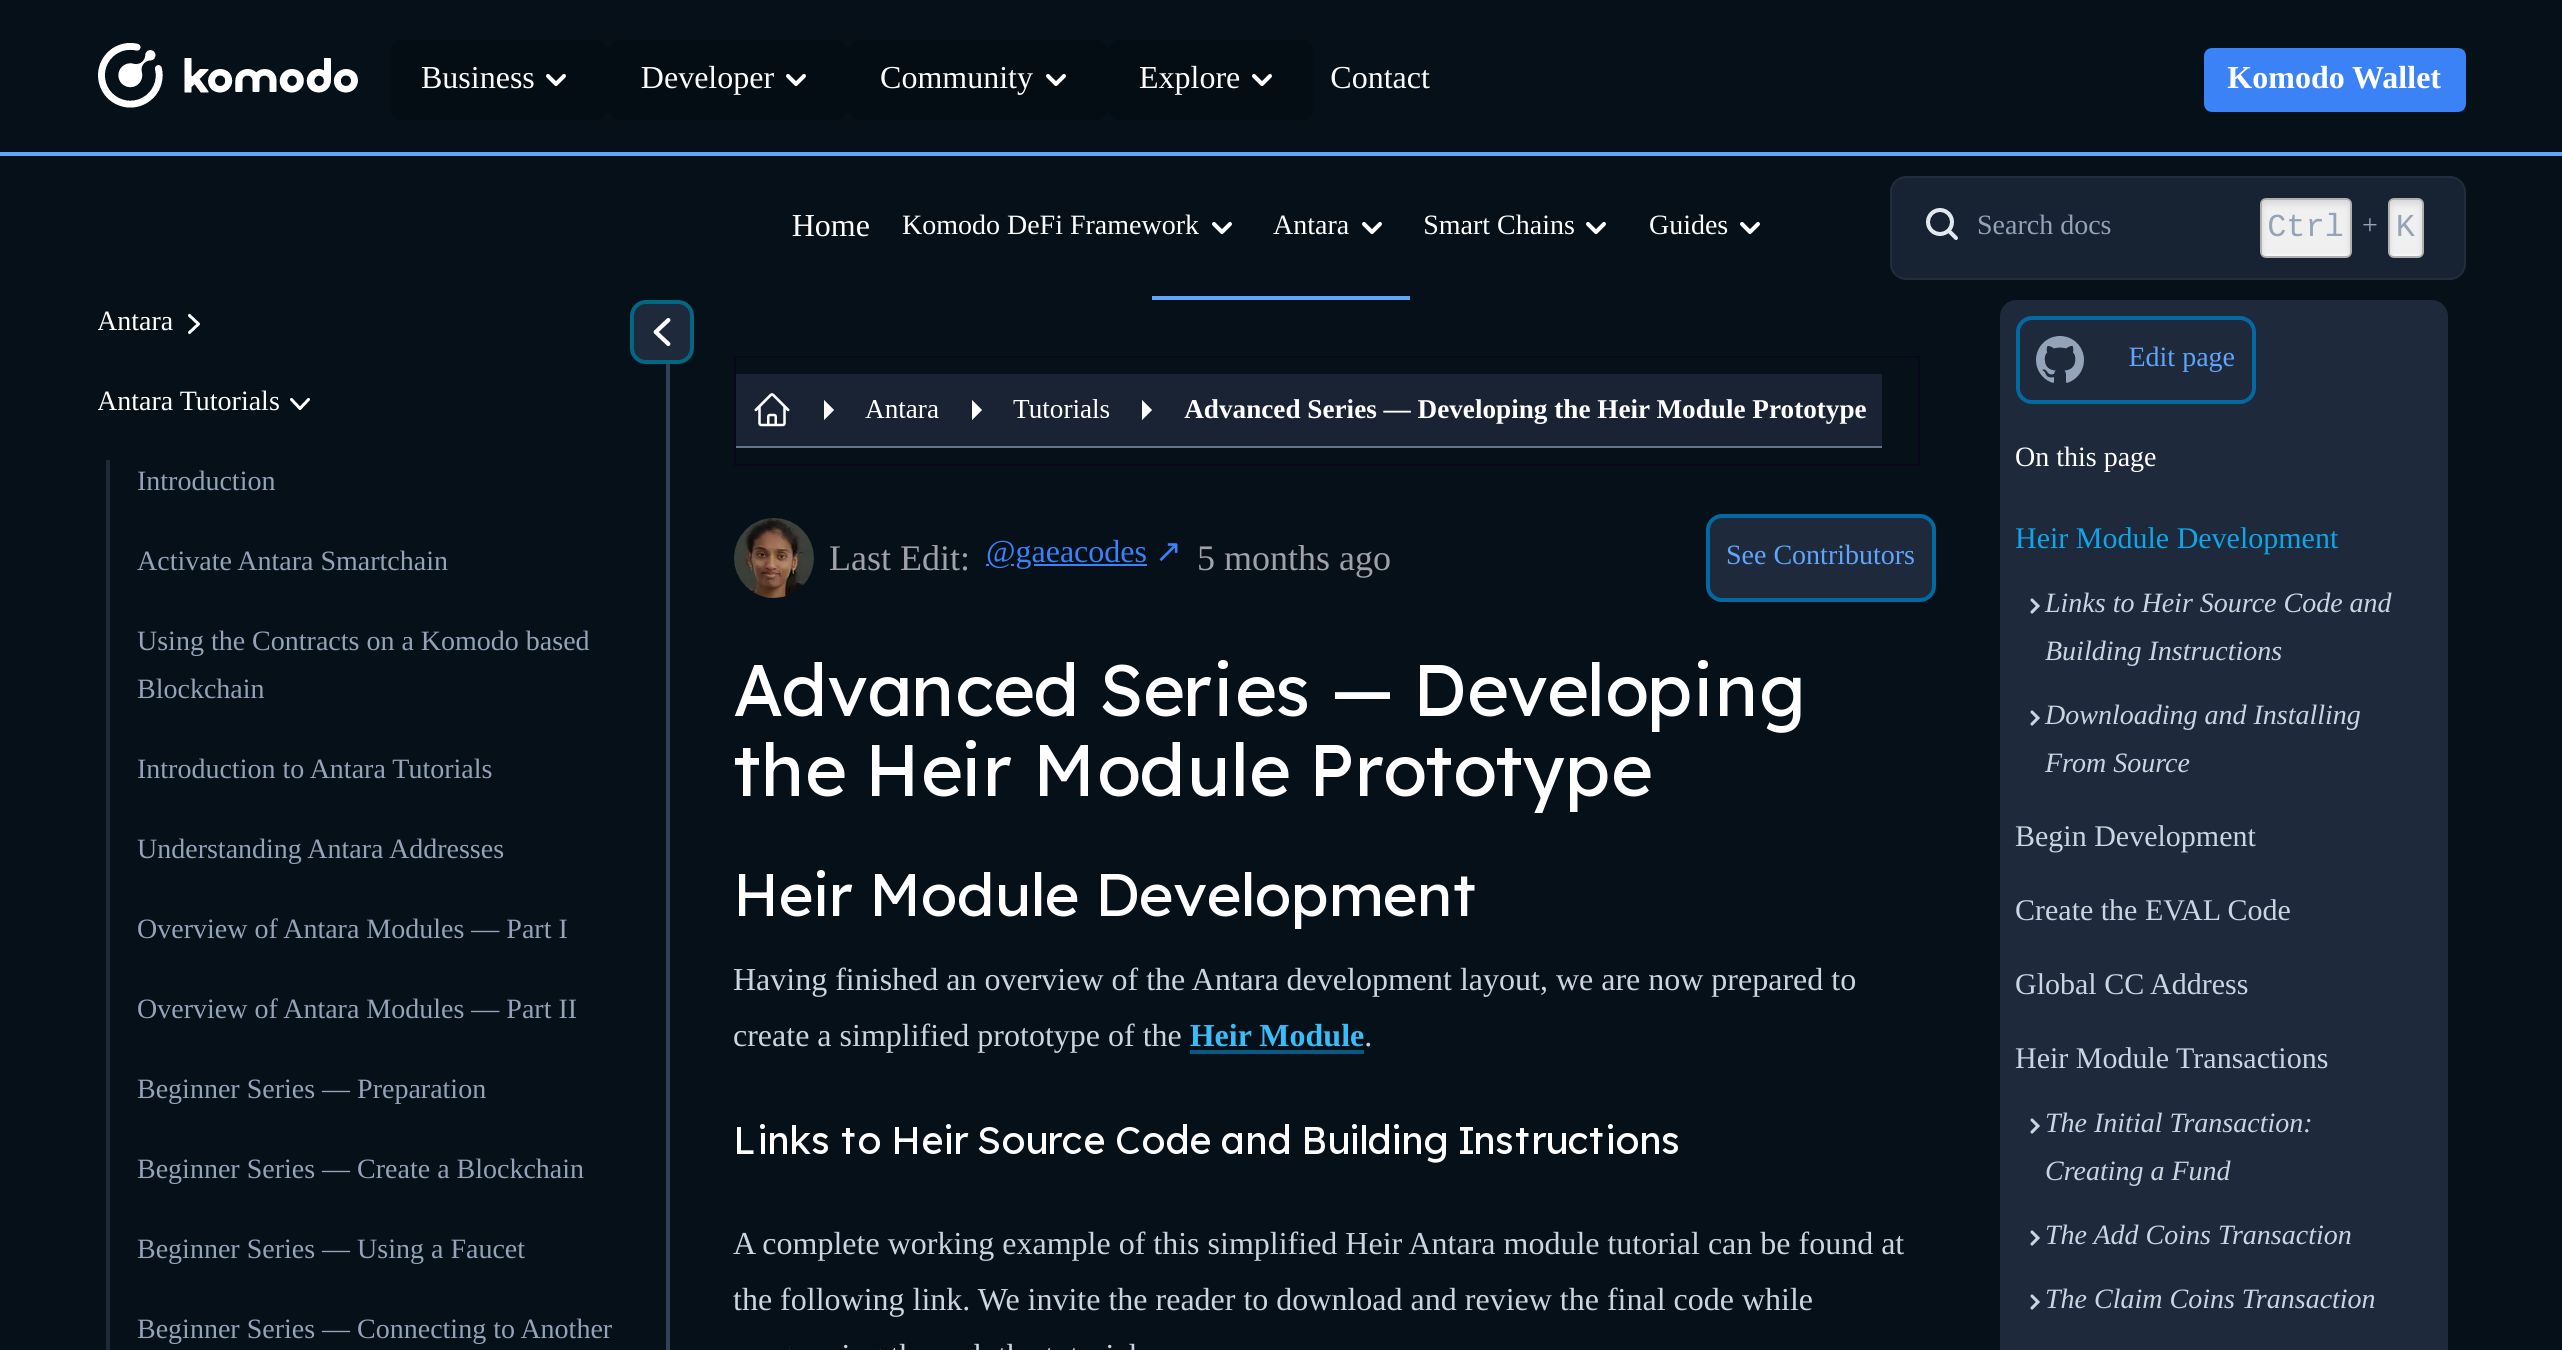 komodo Business Developer Community Explore Contact Komodo Wallet
Home Komodo DeFi Framework Antara Smart Chains Guides Search docs Ctrl + K
Antara
Antara Tutorials
Introduction
Activate Antara Smartchain
Using the Contracts on a Komodo based
Blockchain
Introduction to Antara Tutorials
Understanding Antara Addresses
Overview of Antara Modules — Part I
Overview of Antara Modules — Part II
Beginner Series — Preparation
Beginner Series — Create a Blockchain
Beginner Series — Using a Faucet
Beginner Series — Connecting to Another
Antara Tutorials Advanced Series — Developing the Heir Module Prototype
Last Edit: @gaeacodes ↗ 5 months ago See Contributors
Advanced Series — Developing
the Heir Module Prototype
Heir Module Development
Having finished an overview of the Antara development layout, we are now prepared to
create a simplified prototype of the Heir Module.
Links to Heir Source Code and Building Instructions
A complete working example of this simplified Heir Antara module tutorial can be found at
the following link. We invite the reader to download and review the final code while
Edit page
On this page
Heir Module Development
Links to Heir Source Code and
Building Instructions
Downloading and Installing
From Source
Begin Development
Create the EVAL Code
Global CC Address
Heir Module Transactions
The Initial Transaction:
Creating a Fund
The Add Coins Transaction
The Claim Coins Transaction